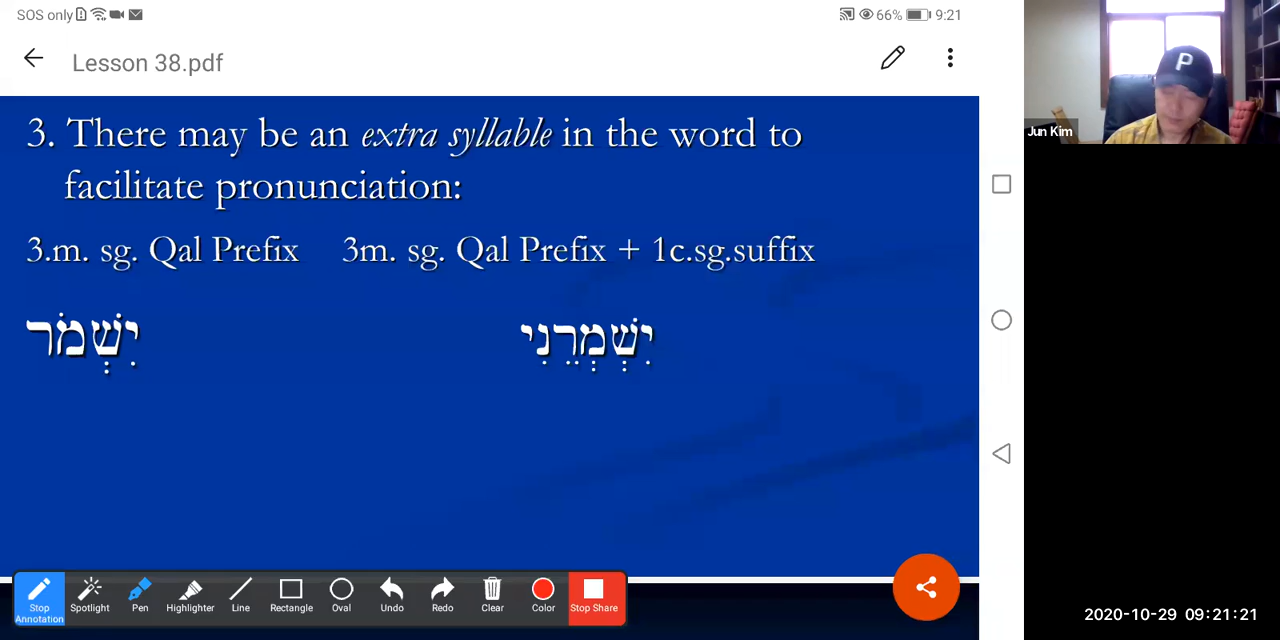 SOS only 66% 9:21
Lesson 38.pdf
3. There may be an extra syllable in the word to
facilitate pronunciation:
3.m. sg. Qal Prefix 3m. sg. Qal Prefix + 1c.sg.suffix
יִשְׁמֹר יִשְׁמְרֵנִי
P
Jun Kim
Stop Annotation Spotlight Pen Highlighter Line Rectangle Oval Undo Redo Clear Color Stop Share
2020-10-29 09:21:21